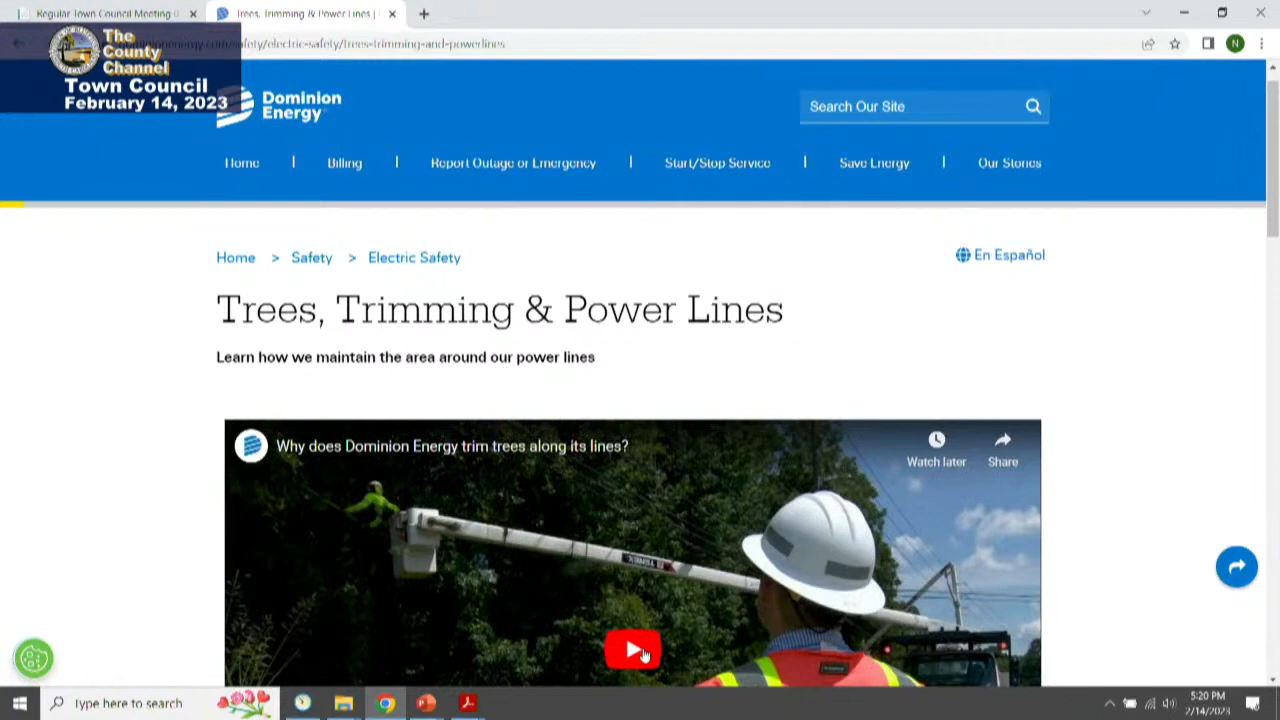 Regular Town Council Meeting
Trees, Trimming & Power Lines |
energy.com/safety/electric-safety/trees-trimming-and-powerlines
N
The
County
Channel
Town Council
February 14, 2023
Dominion
Energy
Search Our Site
Home
Billing
Report Outage or Emergency
Start/Stop Service
Save Energy
Our Stories
Home > Safety > Electric Safety
En Español
Trees, Trimming & Power Lines
Learn how we maintain the area around our power lines
Why does Dominion Energy trim trees along its lines?
Watch later
Share
Type here to search
5:20 PM
2/14/2023